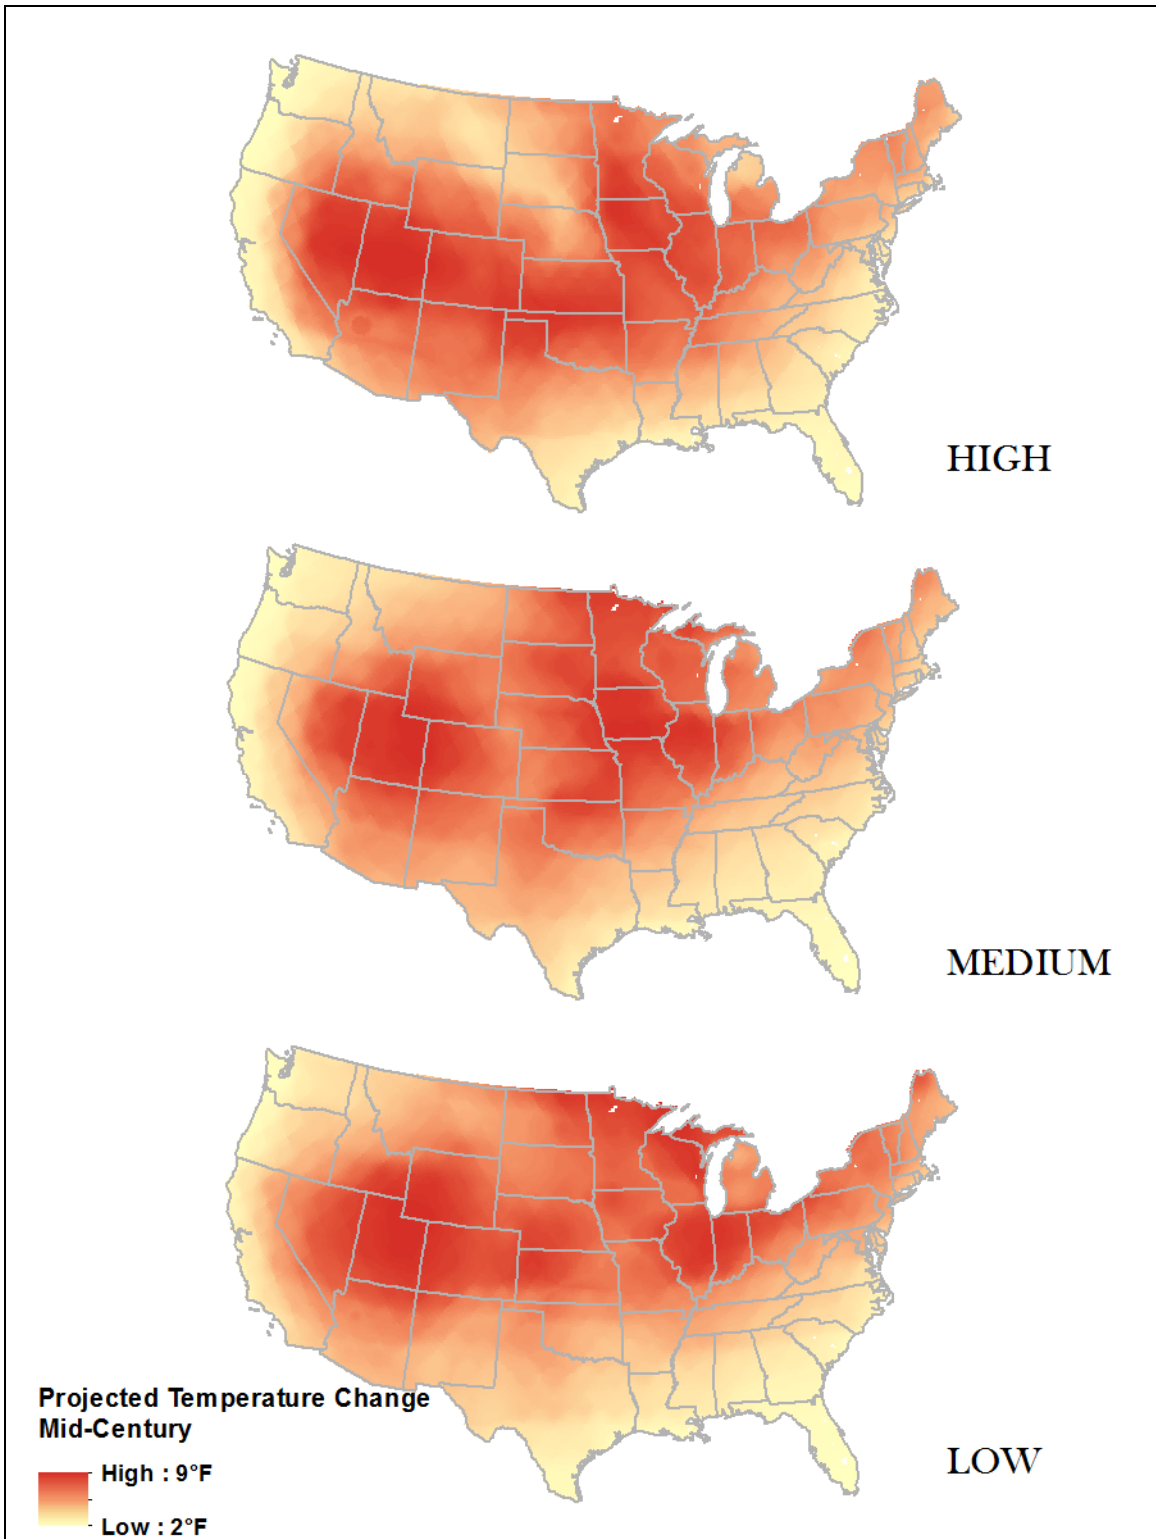 HIGH
MEDIUM
LOW
Projected Temperature Change
Mid-Century
High : 9°F
Low : 2°F